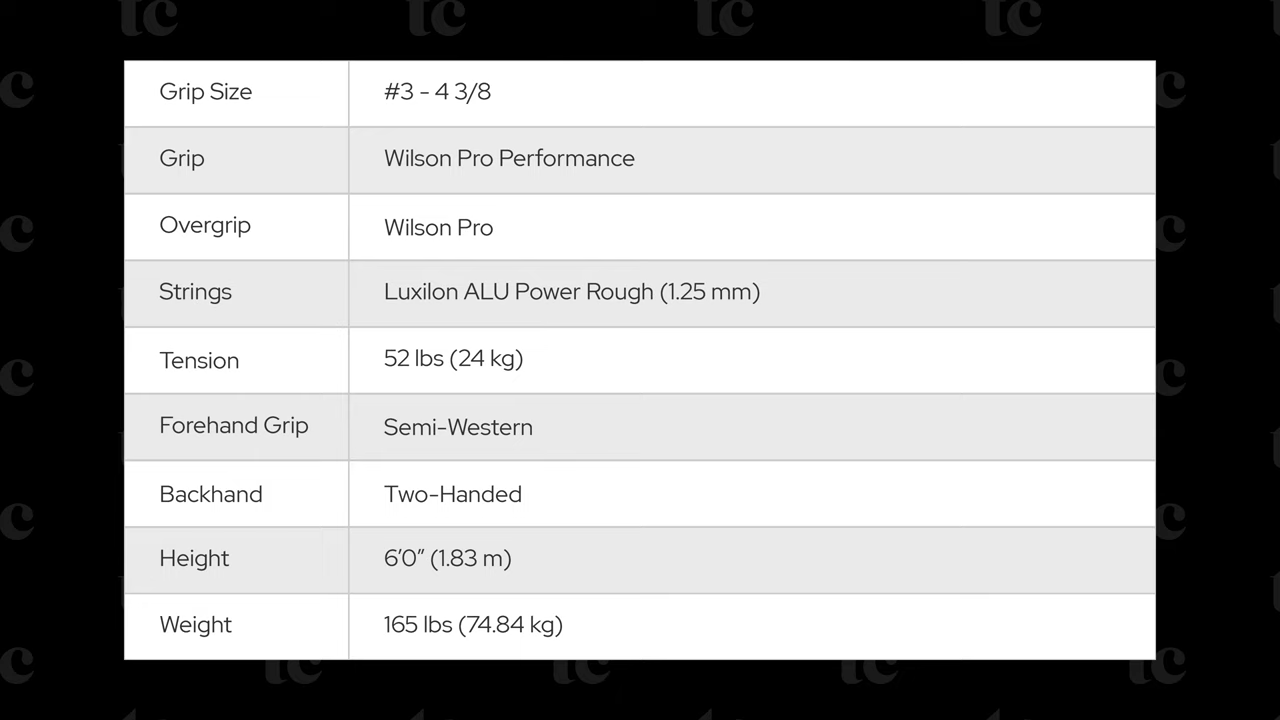 Grip Size #3 - 4 3/8
Grip Wilson Pro Performance
Overgrip Wilson Pro
Strings Luxilon ALU Power Rough (1.25 mm)
Tension 52 lbs (24 kg)
Forehand Grip Semi-Western
Backhand Two-Handed
Height 6'0” (1.83 m)
Weight 165 lbs (74.84 kg)